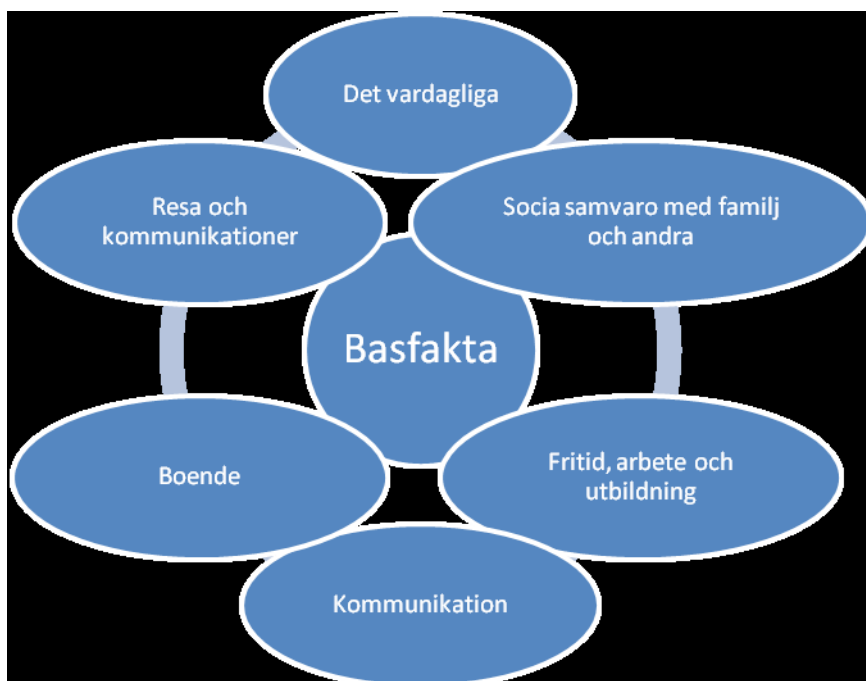 Det vardagliga
Resa och
kommunikationer
Socia samvaro med familj
och andra
Basfakta
Boende
Fritid, arbete och
utbildning
Kommunikation